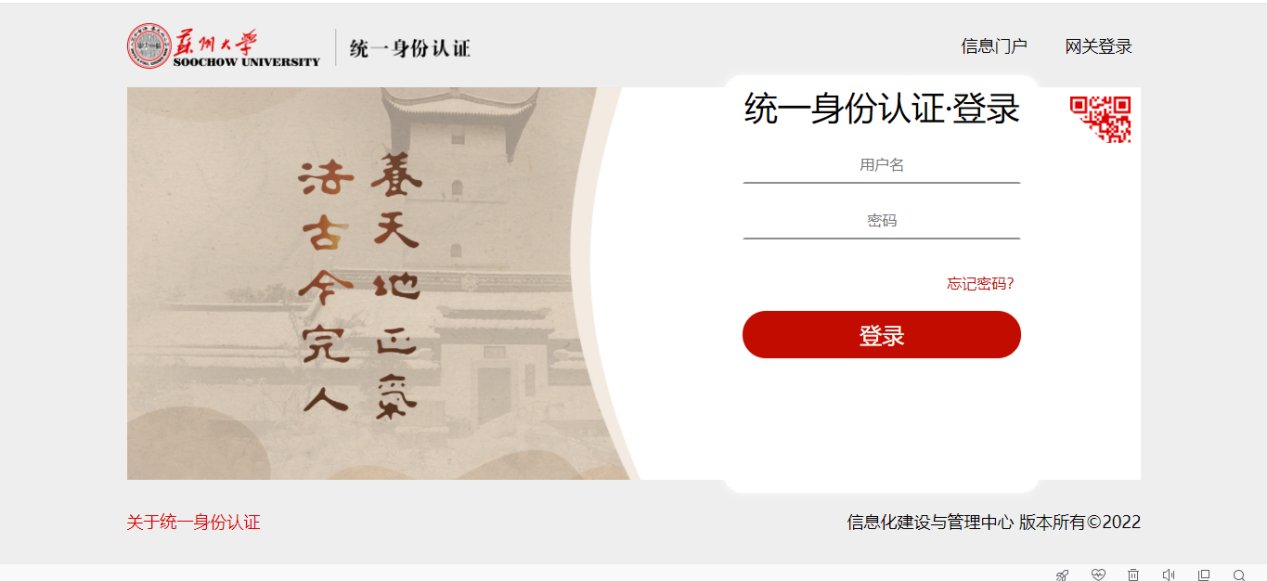 蘇州大學
SOOCHOW UNIVERSITY
统一身份认证
信息门户
网关登录
養天地正氣
法古今完人
统一身份认证·登录
用户名
密码
忘记密码?
登录
关于统一身份认证
信息化建设与管理中心 版本所有©2022